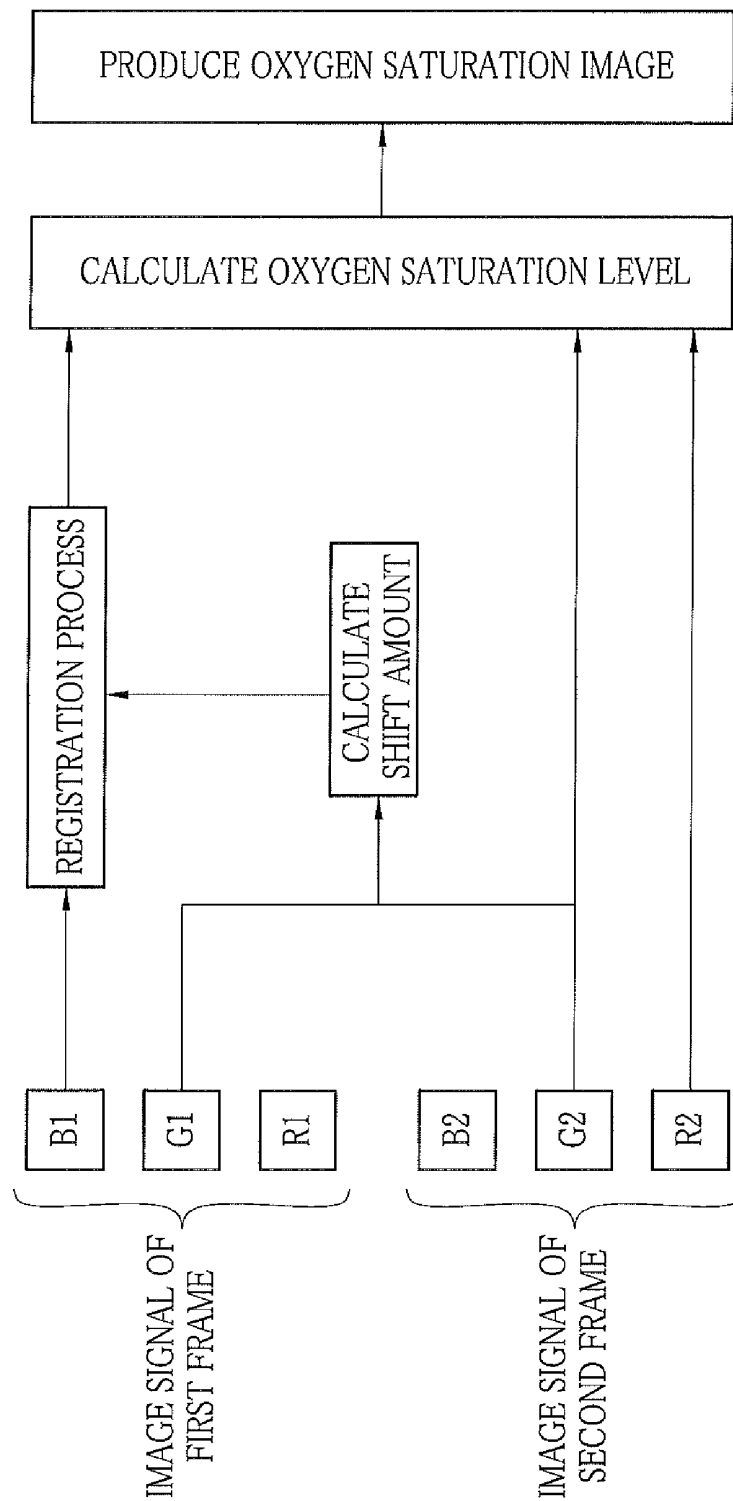 IMAGE SIGNAL OF
FIRST FRAME
B1
G1
R1
IMAGE SIGNAL OF
SECOND FRAME
B2
G2
R2
REGISTRATION PROCESS
CALCULATE
SHIFT AMOUNT
CALCULATE OXYGEN SATURATION LEVEL
PRODUCE OXYGEN SATURATION IMAGE